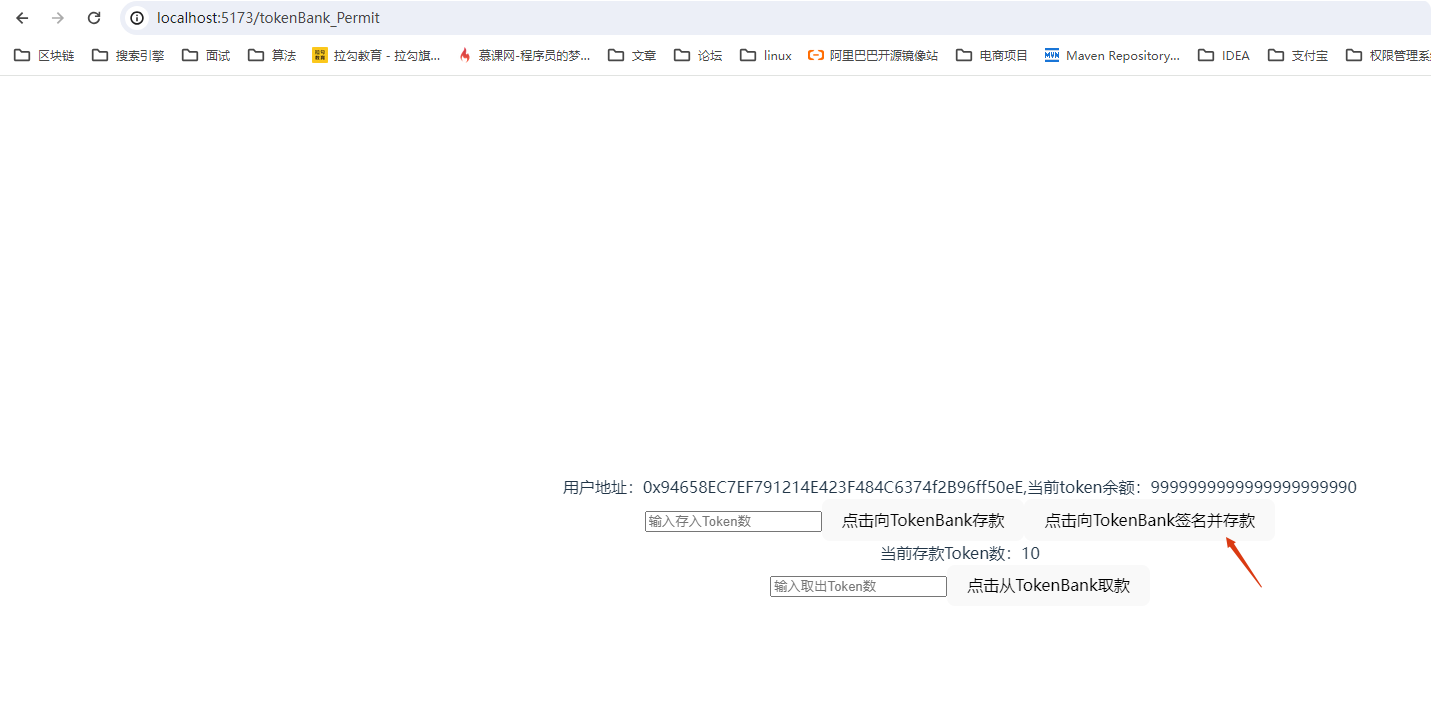 localhost:5173/tokenBank_Permit
区块链 搜索引擎 面试 算法 拉勾教育 - 拉勾旗... 慕课网-程序员的梦... 文章 论坛 linux 阿里巴巴开源镜像站 电商项目 Maven Repository... IDEA 支付宝 权限管理系
用户地址：0x94658EC7EF791214E423F484C6374f2B96ff50eE,当前token余额：9999999999999999999990
输入存入Token数 点击向TokenBank存款 点击向TokenBank签名并存款
当前存款Token数：10
输入取出Token数 点击从TokenBank取款